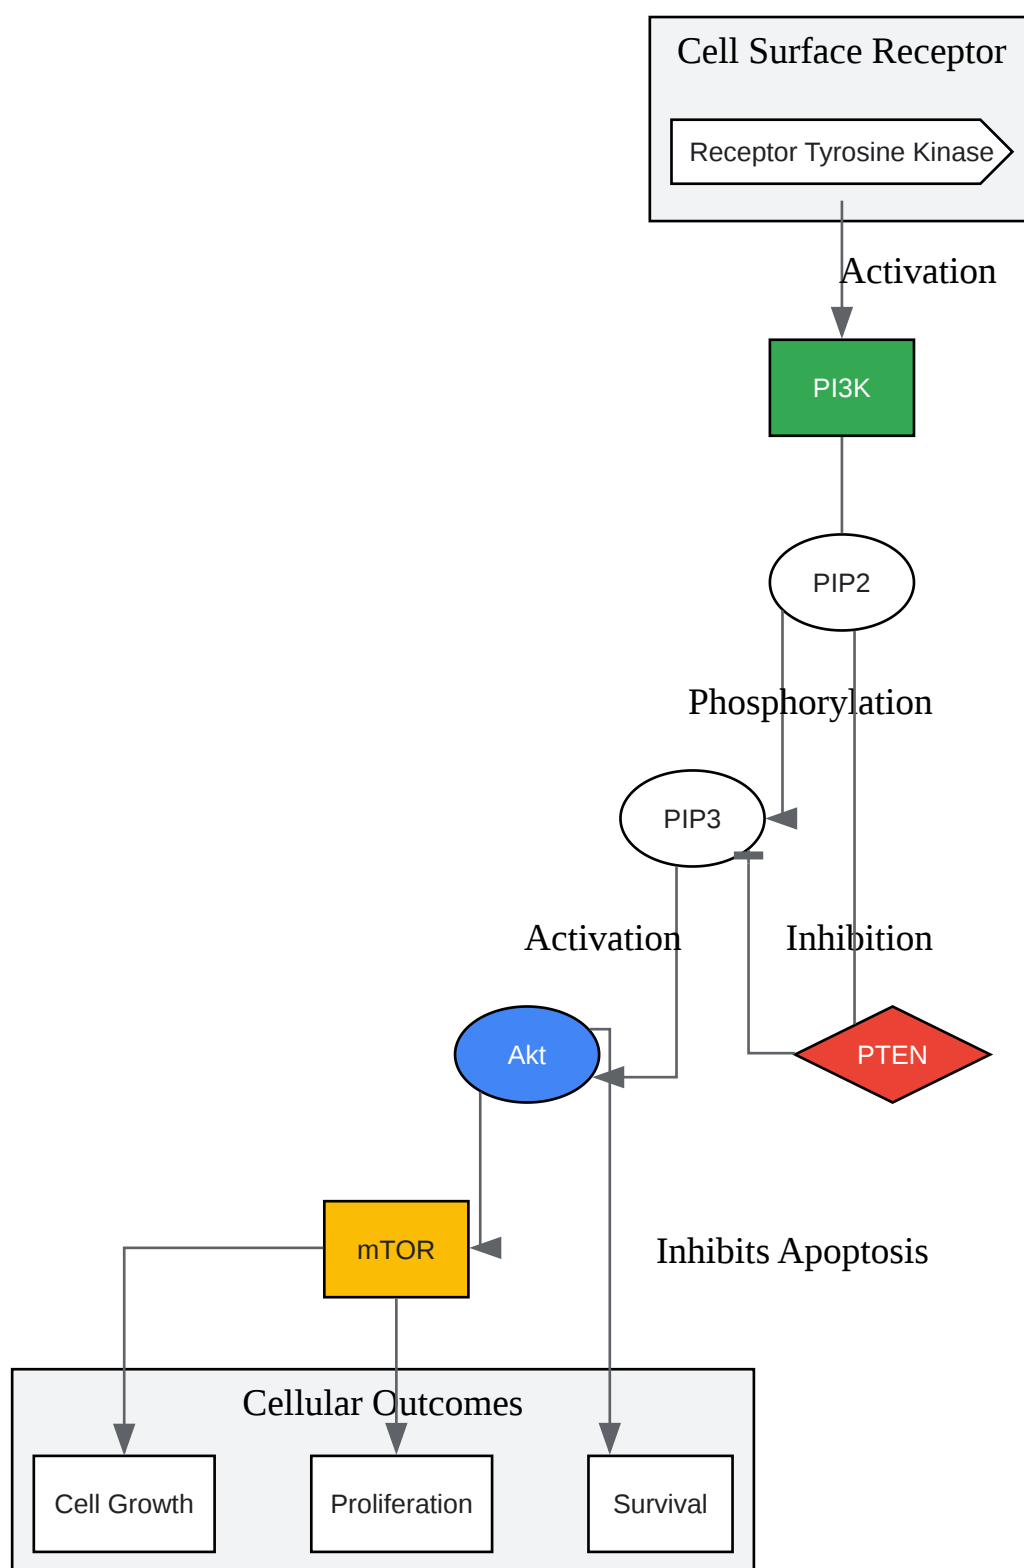 Cell Surface Receptor
Receptor Tyrosine Kinase
Activation
PI3K
PIP2
Phosphorylation
PIP3
Activation
Inhibition
Akt
PTEN
mTOR
Inhibits Apoptosis
Cellular Outcomes
Cell Growth
Proliferation
Survival